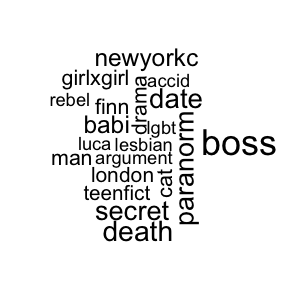 newyorkc
girlxgirl
accid
drama
rebel
finn
date
babi
lgbt
luca
lesbian
boss
man
argument
paranorm
london
cat
teenfict
secret
death